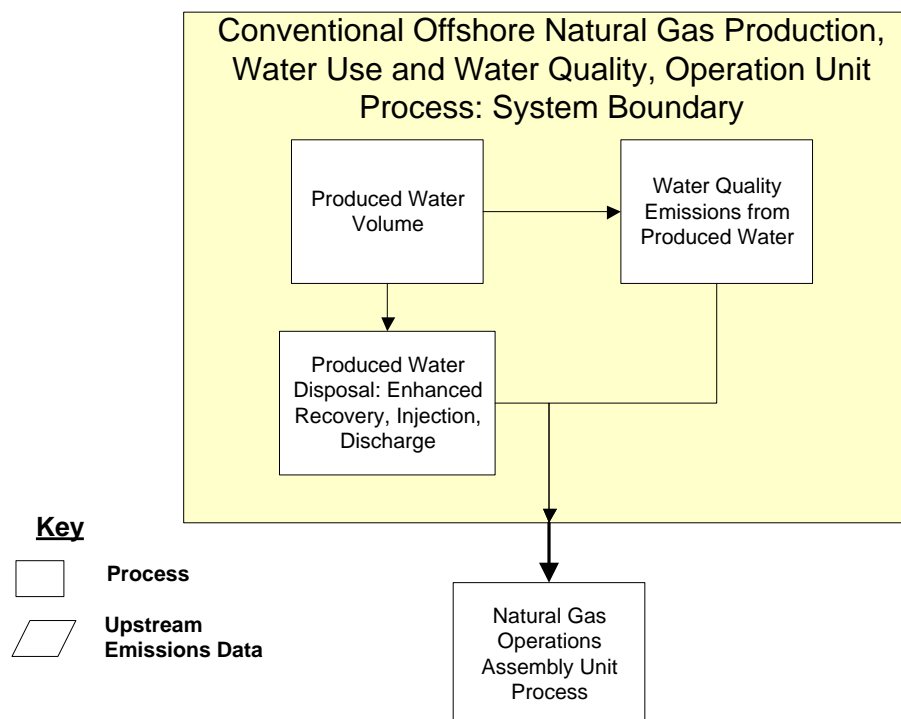 Conventional Offshore Natural Gas Production,
Water Use and Water Quality, Operation Unit
Process: System Boundary
Produced Water
Volume
Water Quality
Emissions from
Produced Water
Produced Water
Disposal: Enhanced
Recovery, Injection,
Discharge
Key
Process
Upstream
Emissions Data
Natural Gas
Operations
Assembly Unit
Process